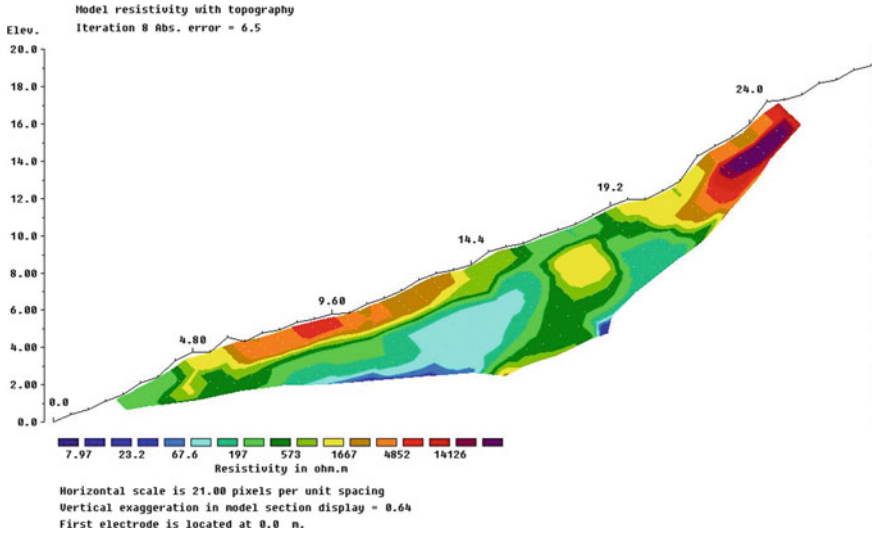 Model resistivity with topography
Iteration 8 Abs. error = 6.5
Elev.
20.0
18.0
16.0
14.0
12.0
10.0
8.00
6.00
4.00
2.00
0.0
0.0
4.80
9.60
14.4
19.2
24.0
7.97 23.2 67.6 197 573 1667 4852 14126
Resistivity in ohm.m
Horizontal scale is 21.00 pixels per unit spacing
Vertical exaggeration in model section display = 0.64
First electrode is located at 0.0 m.